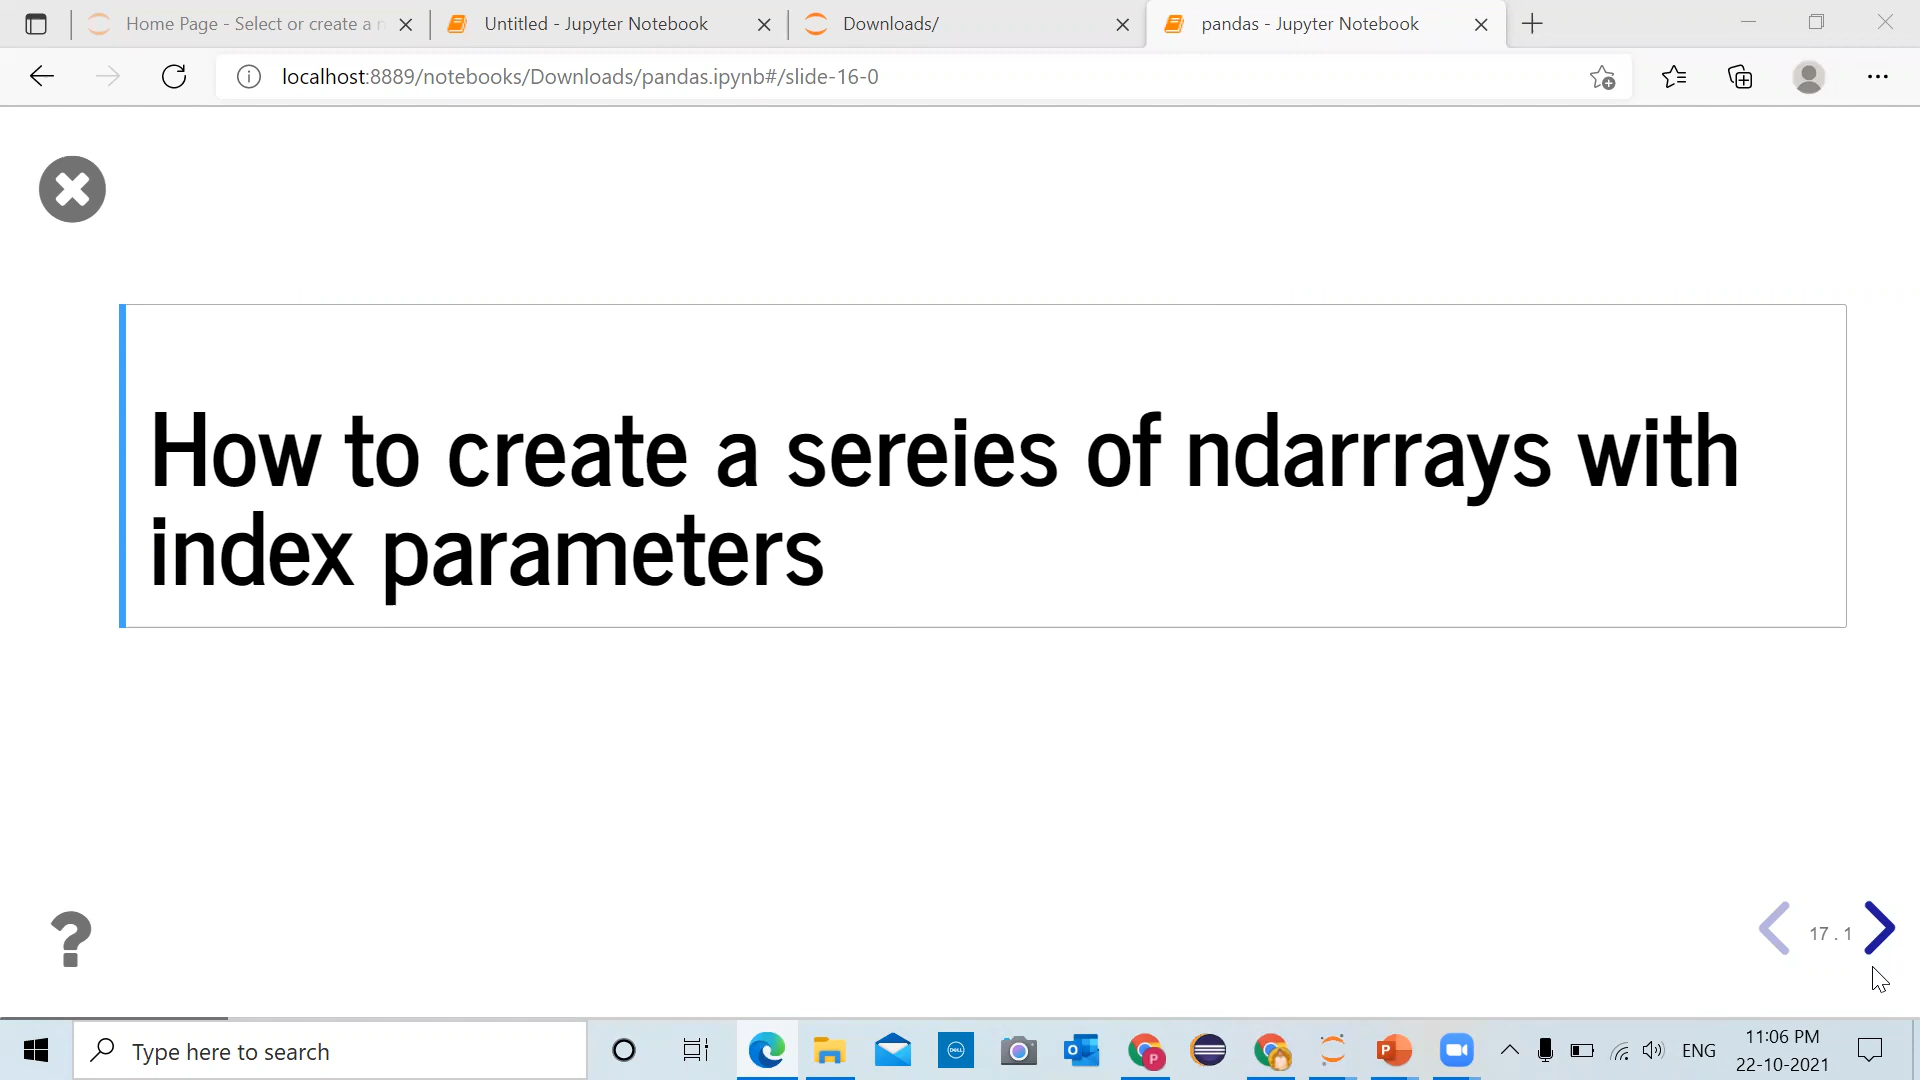 Home Page - Select or create a n
Untitled - Jupyter Notebook
Downloads/
pandas - Jupyter Notebook
localhost:8889/notebooks/Downloads/pandas.ipynb#/slide-16-0
How to create a sereies of ndarrrays with
index parameters
17 . 1
Type here to search
DELL
P
P
ENG
11:06 PM
22-10-2021